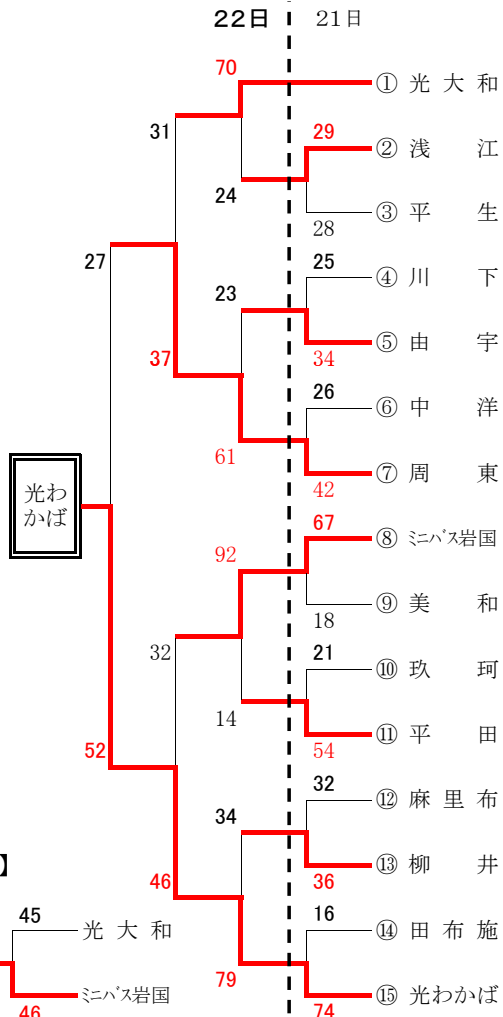 22日 21日
70
① 光大和
31
29
② 浅江
24
③ 平生
28
27
25
④ 川下
23
37
⑤ 由宇
34
26
⑥ 中洋
61
⑦ 周東
42
光わ
かば
67
⑧ ミニバス岩国
92
⑨ 美和
18
32
21
⑩ 玖珂
14
⑪ 平田
54
52
32
⑫ 麻里布
34
46
⑬ 柳井
36
】
16
⑭ 田布施
79
⑮ 光わかば
74
45
光大和
ミニバス岩国
46